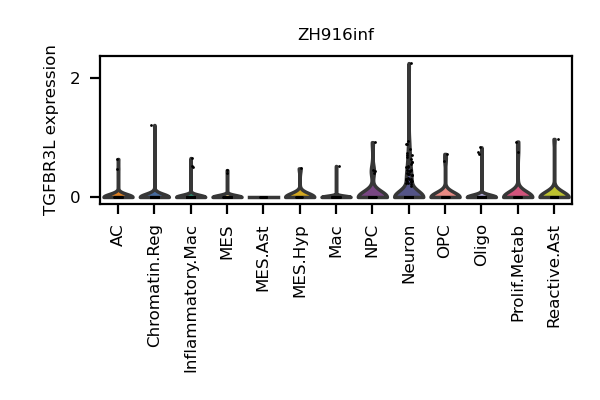 ZH916inf
TGFBR3L expression
2
0
AC
Chromatin.Reg
Inflammatory.Mac
MES
MES.Ast
MES.Hyp
Mac
NPC
Neuron
OPC
Oligo
Prolif.Metab
Reactive.Ast